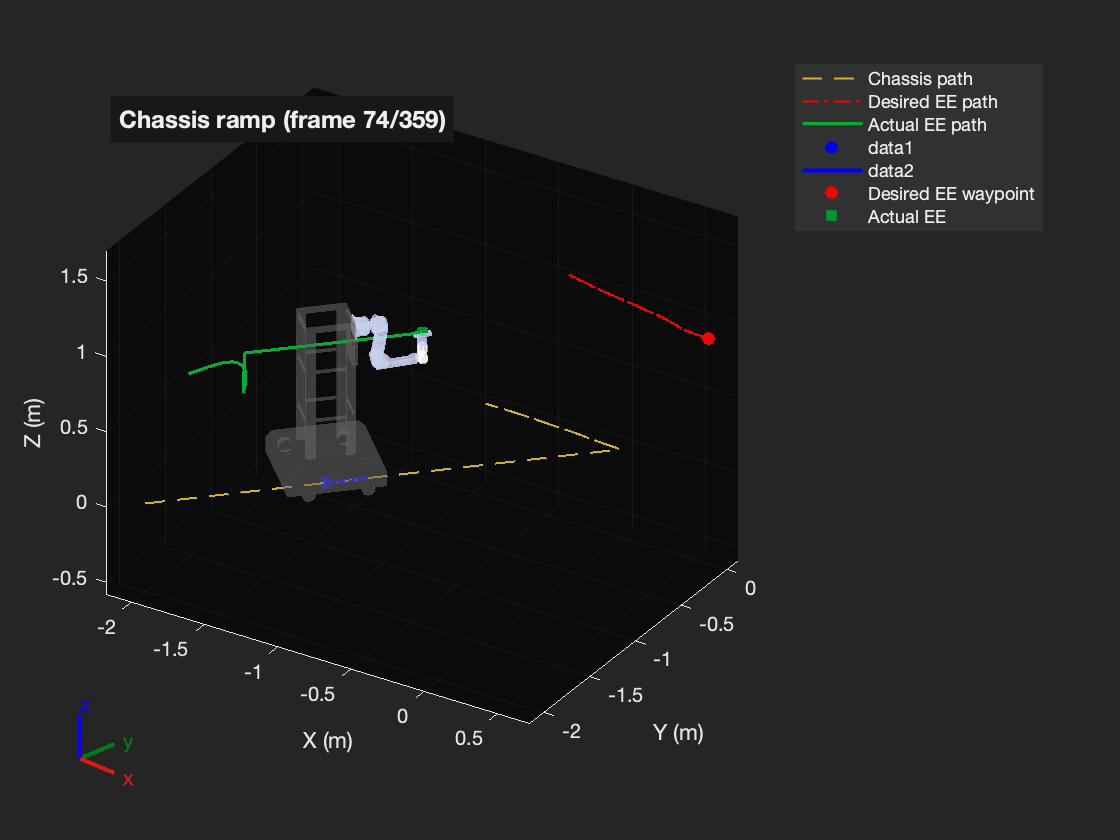 Chassis ramp (frame 74/359)
Chassis path
Desired EE path
Actual EE path
data1
data2
Desired EE waypoint
Actual EE
1.5
1
0.5
0
-0.5
Z (m)
-2
-1.5
-1
-0.5
0
0.5
X (m)
0
-0.5
-1
-1.5
-2
Y (m)
z
y
x